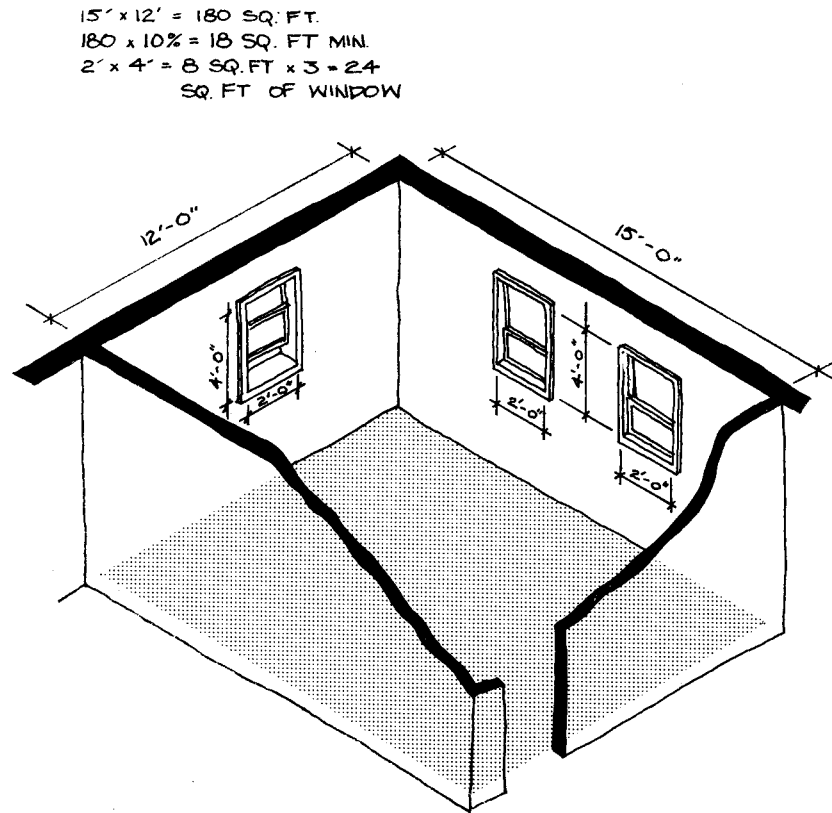 15' x 12' = 180 SQ. FT.
180 x 10% = 18 SQ. FT MIN.
2' x 4' = 8 SQ. FT x 3 = 24
SQ. FT OF WINDOW
12'-0"
15'-0"
4'-0"
2'-0"
4'-0"
2'-0"
2'-0"